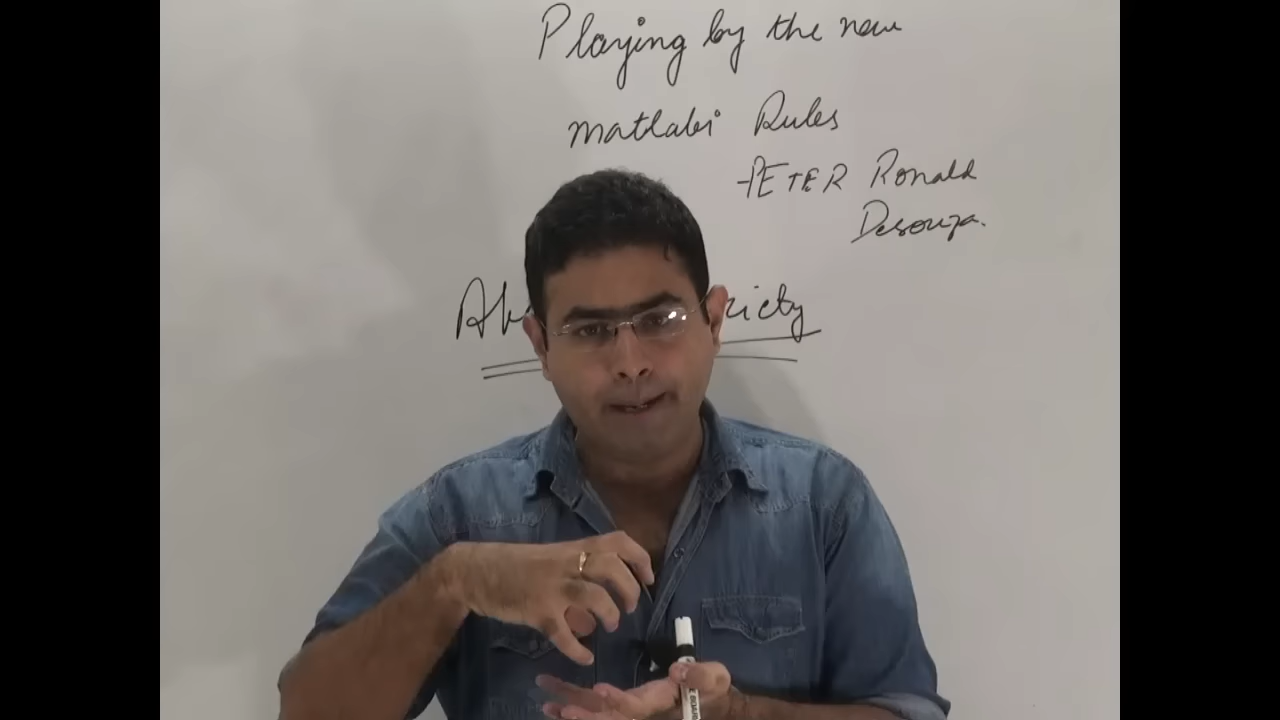 Playing by the new
matlabi Rules
- PETER Ronald
Desouza.